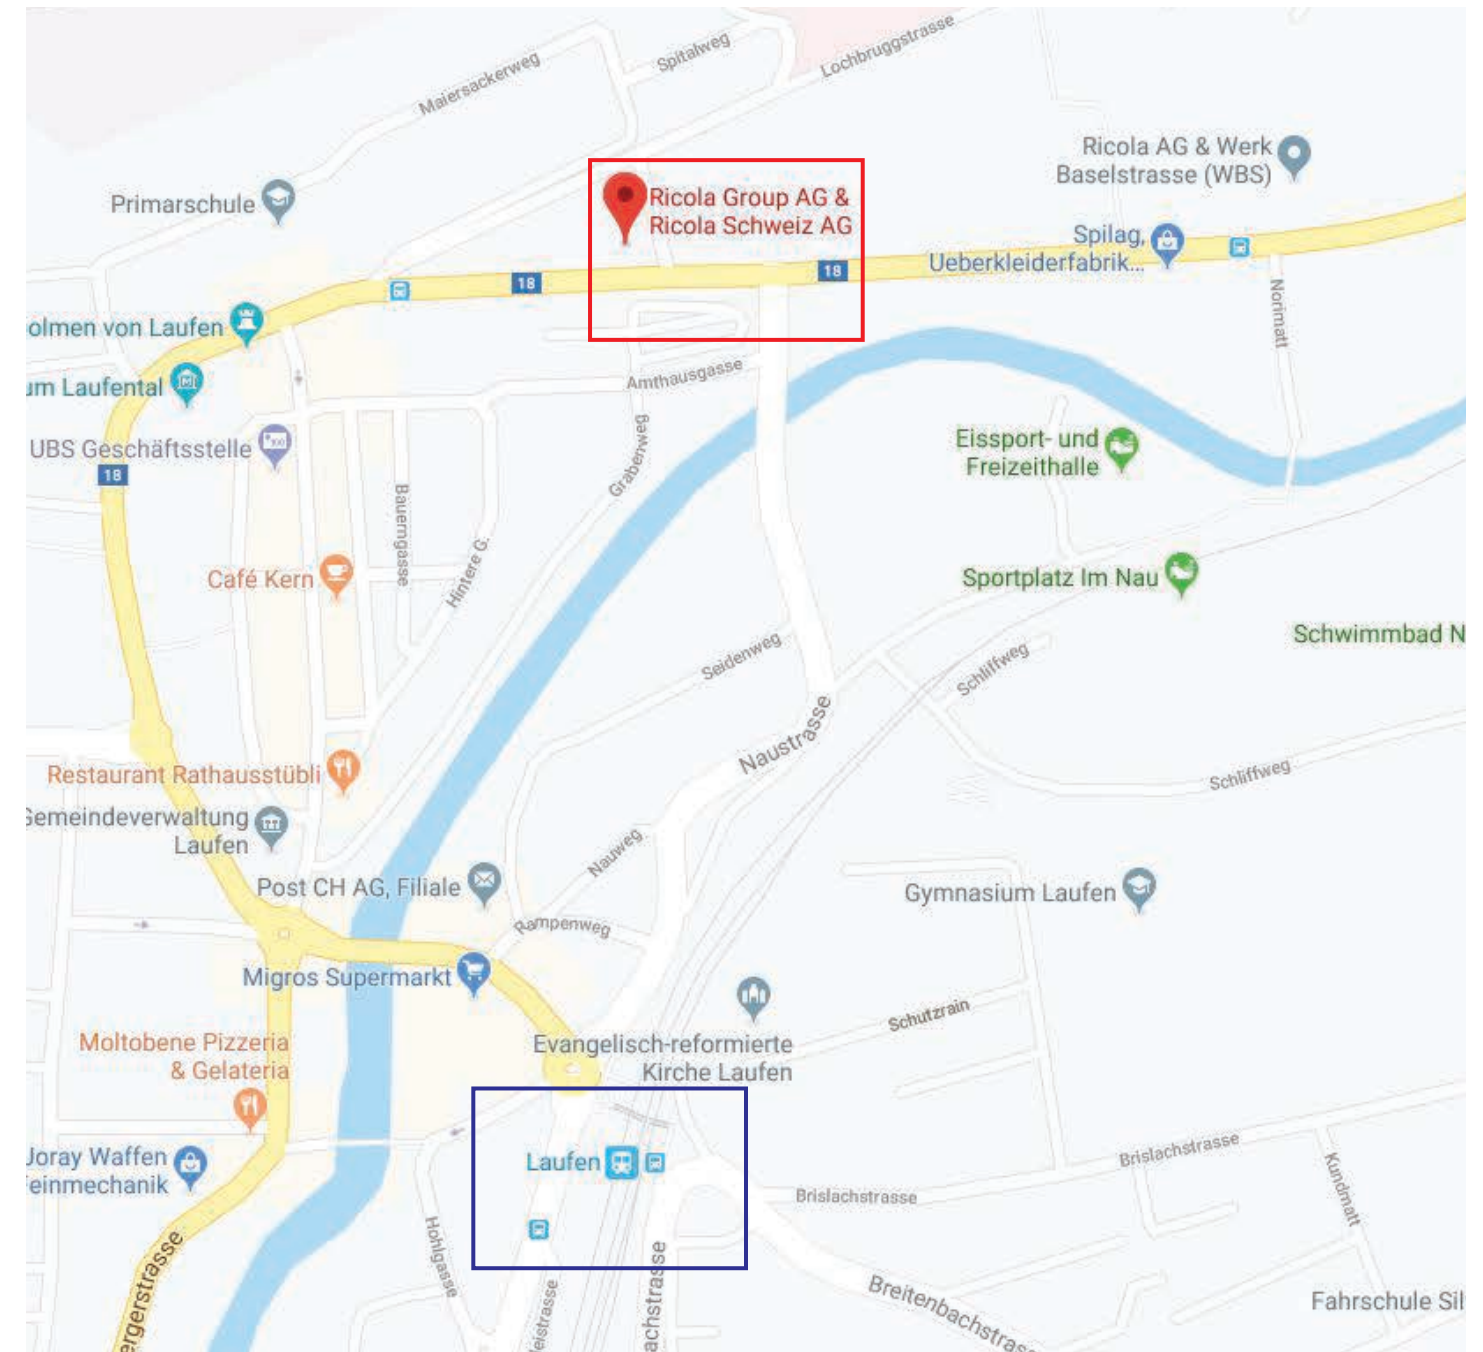 Spitalweg
Lochbruggstrasse
Maiersackerweg
Ricola AG & Werk
Baselstrasse (WBS)
Primarschule
Ricola Group AG &
Ricola Schweiz AG
Spilag,
Ueberkleiderfabrik...
18
18
Norimatt
olmen von Laufen
um Laufental
Amthausgasse
UBS Geschäftsstelle
Grabenweg
Eissport- und
Freizeithalle
18
Bauerngasse
Hintere G.
Café Kern
Sportplatz Im Nau
Schwimmbad N
Seidenweg
Schliffweg
Naustrasse
Restaurant Rathausstübli
Schliffweg
Gemeindeverwaltung
Laufen
Nauweg
Post CH AG, Filiale
Gymnasium Laufen
Rampenweg
Migros Supermarkt
Schutzrain
Moltobene Pizzeria
& Gelateria
Evangelisch-reformierte
Kirche Laufen
Joray Waffen
einmechanik
Laufen
Brislachstrasse
Brislachstrasse
Kundmatt
Hohlgasse
ergerstrasse
eistrasse
achstrasse
Breitenbachstrass
Fahrschule Sil